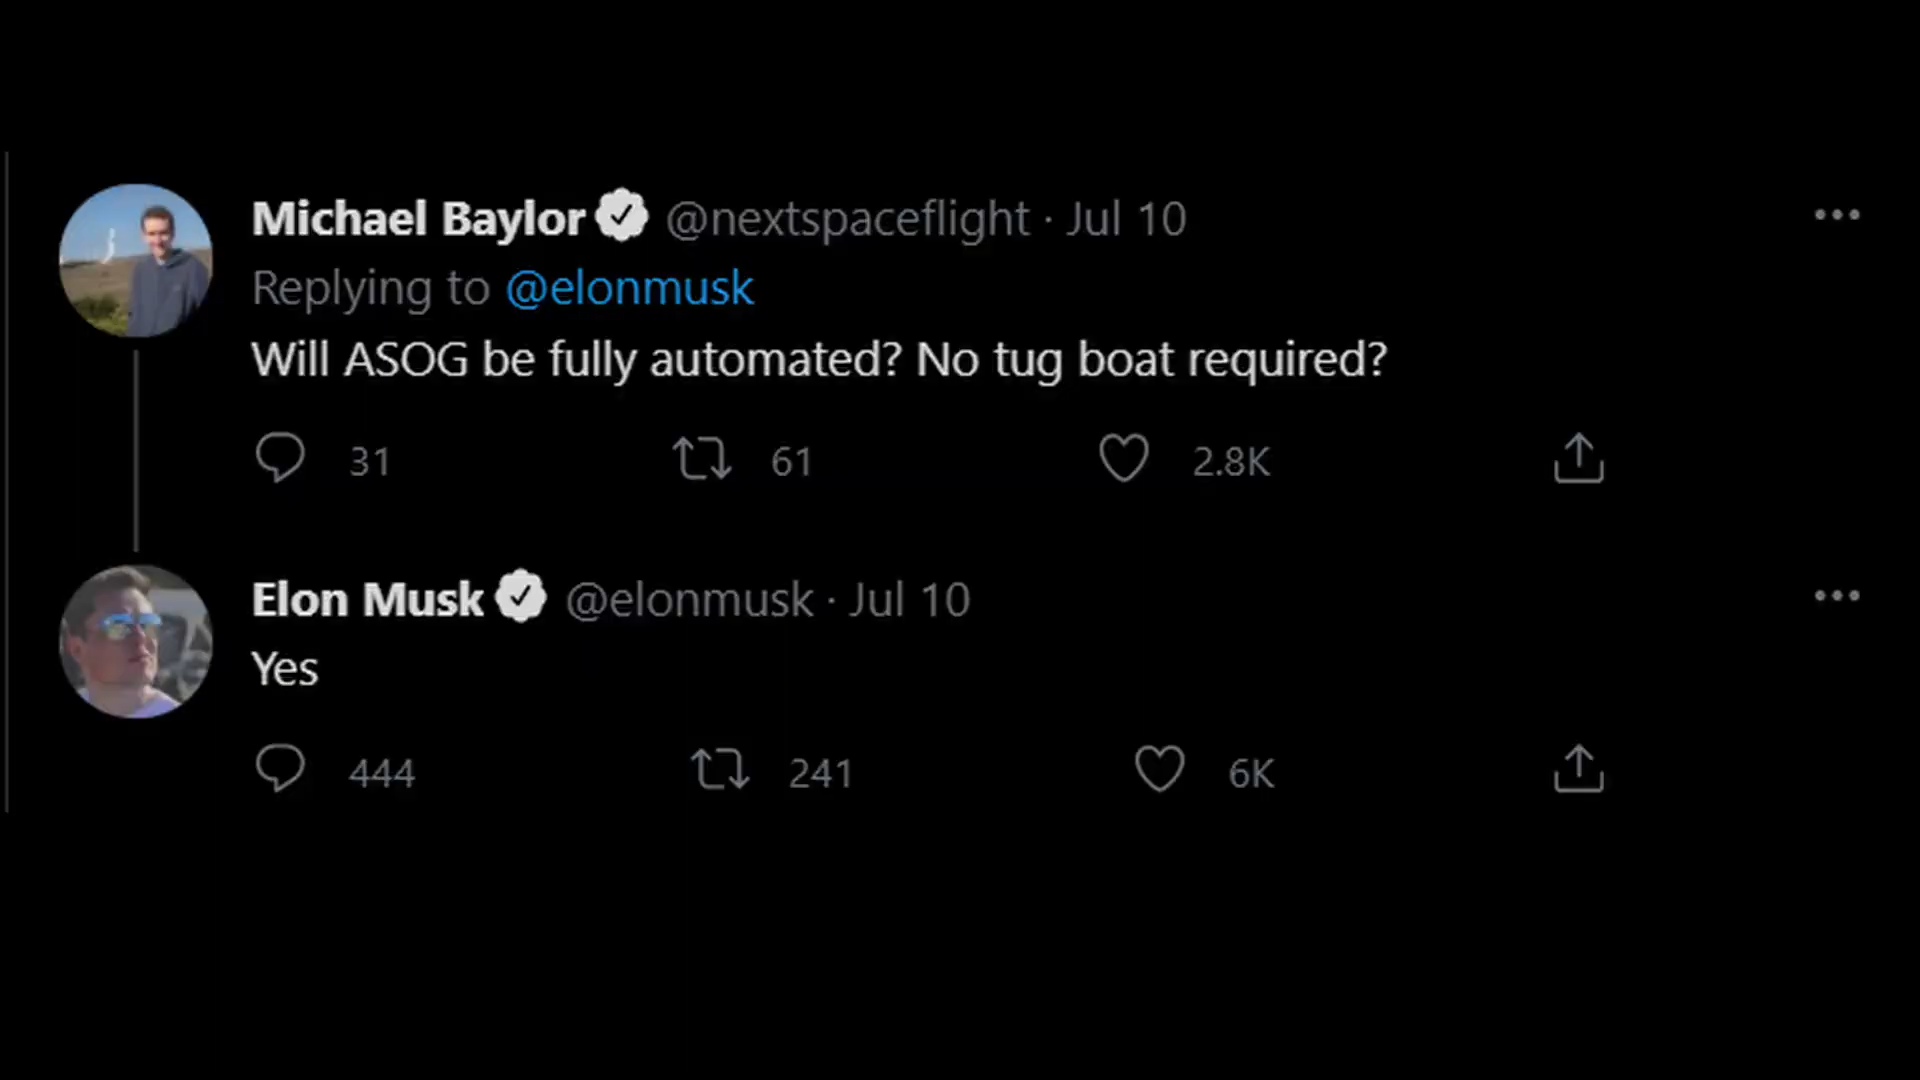 Michael Baylor @nextspaceflight · Jul 10
Replying to @elonmusk
Will ASOG be fully automated? No tug boat required?
31 61 2.8K
Elon Musk @elonmusk · Jul 10
Yes
444 241 6K